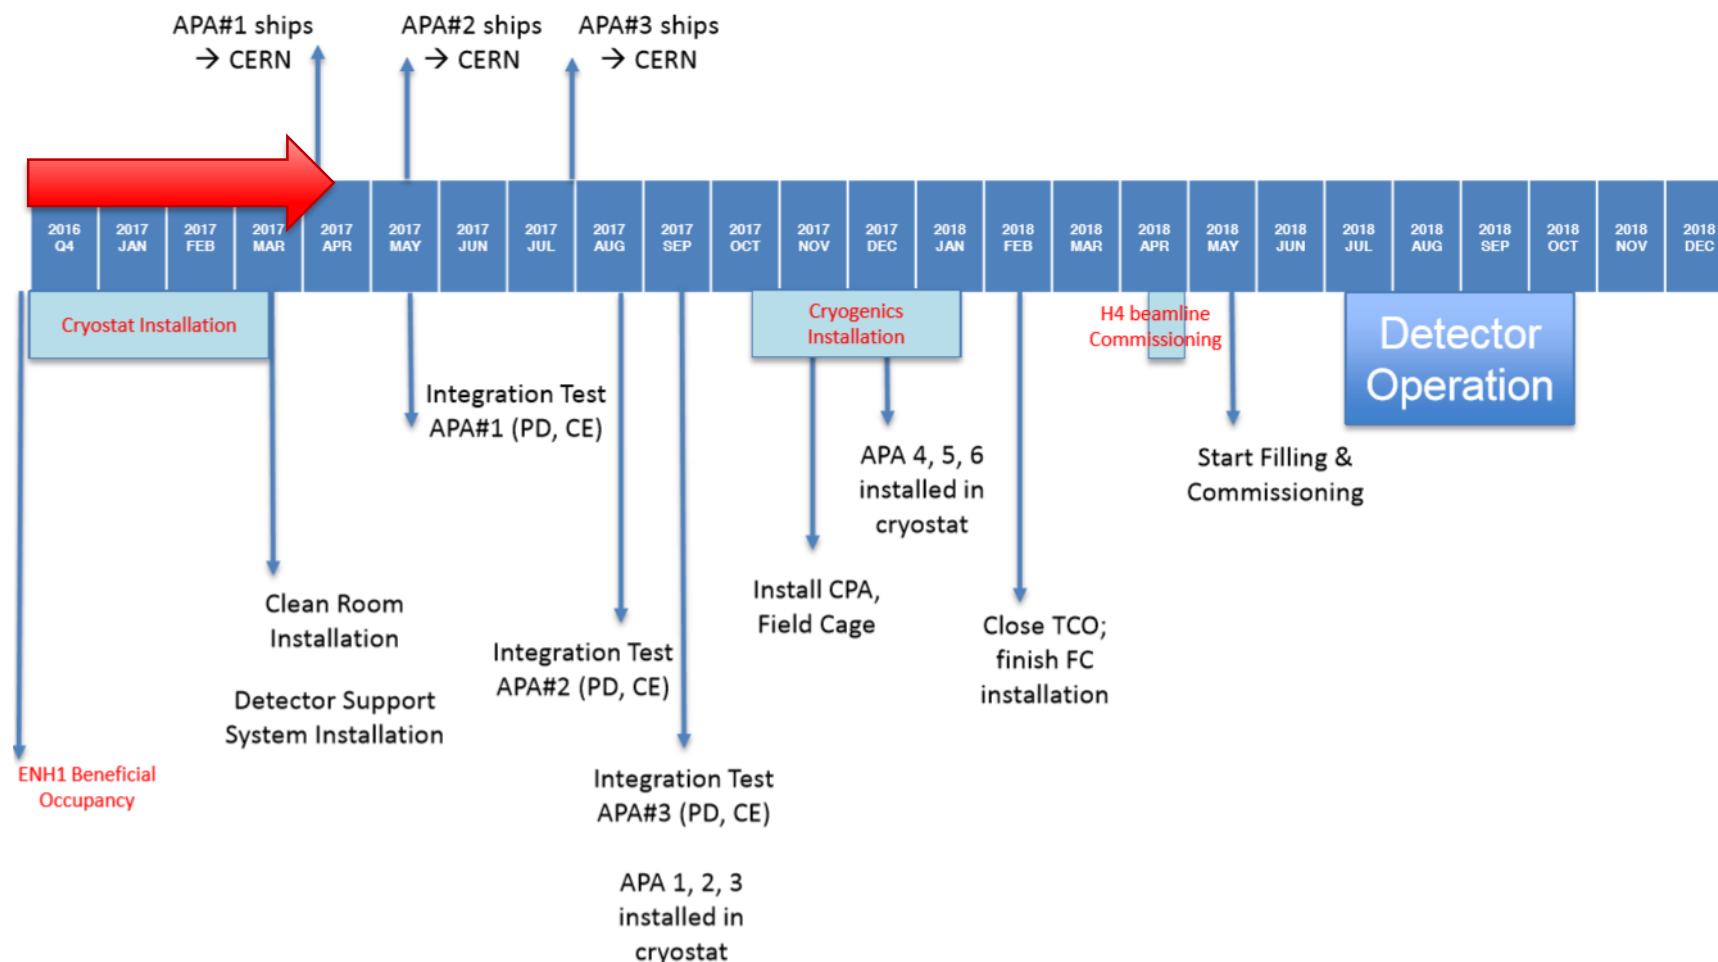 APA#1 ships
→ CERN
APA#2 ships
→ CERN
APA#3 ships
→ CERN
2016
Q4
2017
JAN
2017
FEB
2017
MAR
2017
APR
2017
MAY
2017
JUN
2017
JUL
2017
AUG
2017
SEP
2017
OCT
2017
NOV
2017
DEC
2018
JAN
2018
FEB
2018
MAR
2018
APR
2018
MAY
2018
JUN
2018
JUL
2018
AUG
2018
SEP
2018
OCT
2018
NOV
2018
DEC
Cryostat Installation
Cryogenics
Installation
H4 beamline
Commissioning
Detector
Operation
Integration Test
APA#1 (PD, CE)
APA 4, 5, 6
installed in
cryostat
Start Filling &
Commissioning
Clean Room
Installation
Detector Support
System Installation
Install CPA,
Field Cage
Close TCO;
finish FC
installation
Integration Test
APA#2 (PD, CE)
ENH1 Beneficial
Occupancy
Integration Test
APA#3 (PD, CE)
APA 1, 2, 3
installed in
cryostat